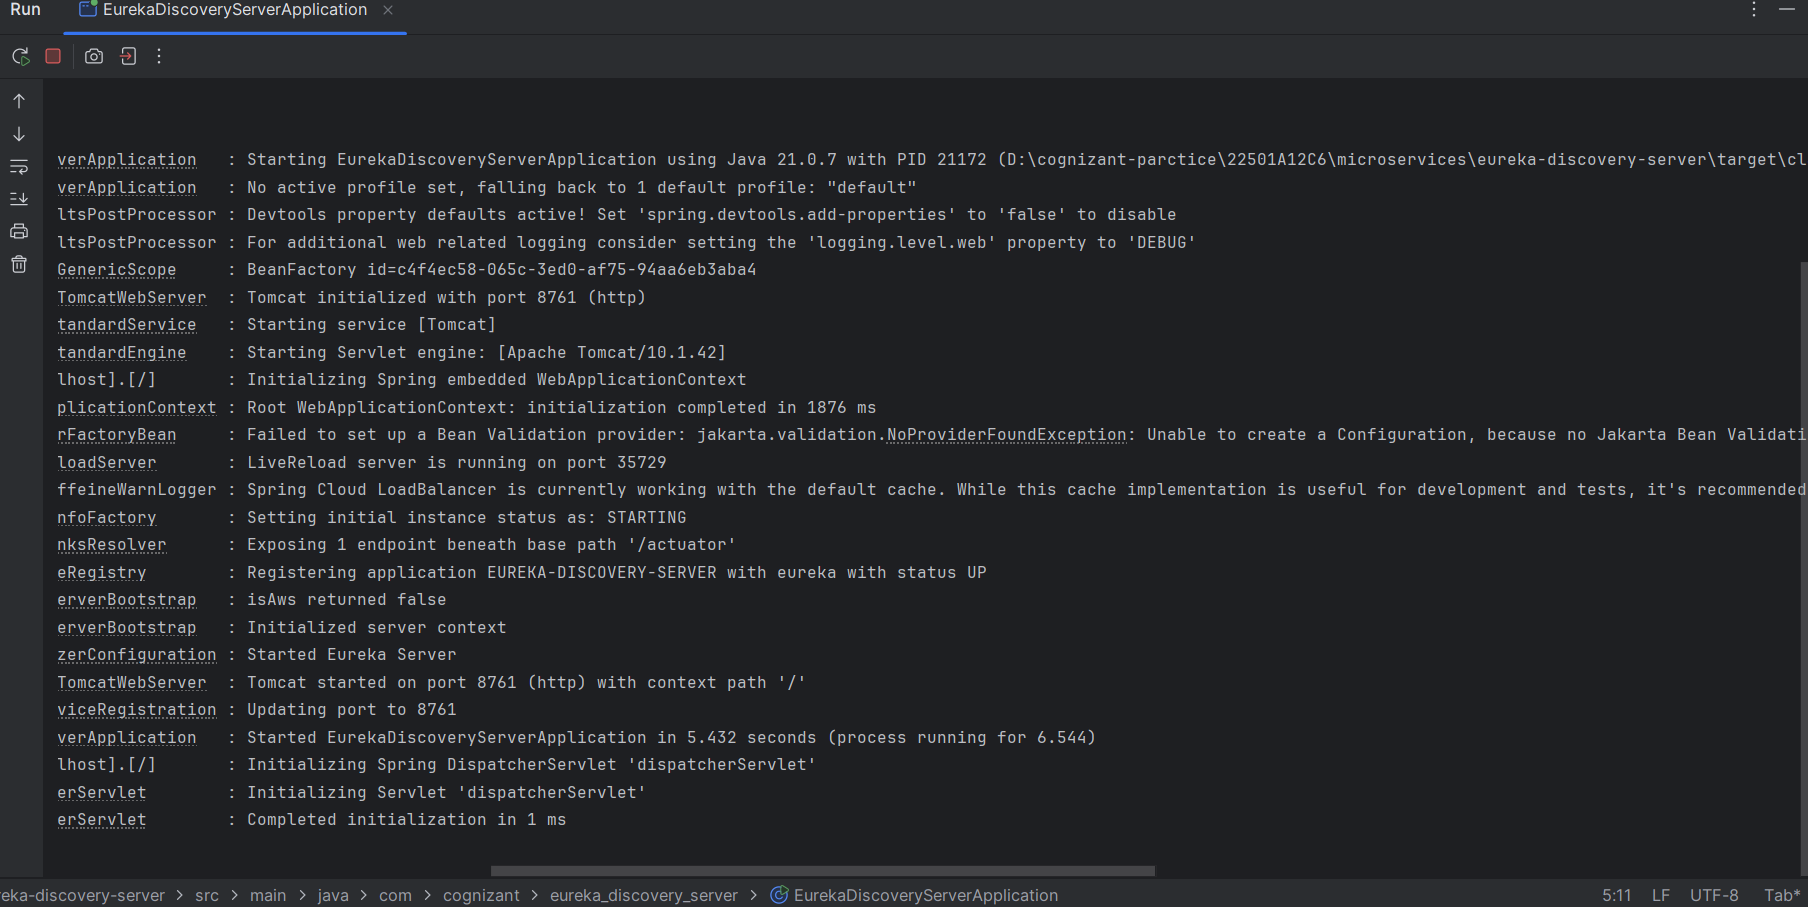 Run EurekaDiscoveryServerApplication
verApplication : Starting EurekaDiscoveryServerApplication using Java 21.0.7 with PID 21172 (D:\cognizant-parctice\22501A12C6\microservices\eureka-discovery-server\target\cl
verApplication : No active profile set, falling back to 1 default profile: "default"
ltsPostProcessor : Devtools property defaults active! Set 'spring.devtools.add-properties' to 'false' to disable
ltsPostProcessor : For additional web related logging consider setting the 'logging.level.web' property to 'DEBUG'
GenericScope : BeanFactory id=c4f4ec58-065c-3ed0-af75-94aa6eb3aba4
TomcatWebServer : Tomcat initialized with port 8761 (http)
tandardService : Starting service [Tomcat]
tandardEngine : Starting Servlet engine: [Apache Tomcat/10.1.42]
lhost].[/] : Initializing Spring embedded WebApplicationContext
plicationContext : Root WebApplicationContext: initialization completed in 1876 ms
rFactoryBean : Failed to set up a Bean Validation provider: jakarta.validation.NoProviderFoundException: Unable to create a Configuration, because no Jakarta Bean Validati
loadServer : LiveReload server is running on port 35729
ffeineWarnLogger : Spring Cloud LoadBalancer is currently working with the default cache. While this cache implementation is useful for development and tests, it's recommended
nfoFactory : Setting initial instance status as: STARTING
nksResolver : Exposing 1 endpoint beneath base path '/actuator'
eRegistry : Registering application EUREKA-DISCOVERY-SERVER with eureka with status UP
erverBootstrap : isAws returned false
erverBootstrap : Initialized server context
zerConfiguration : Started Eureka Server
TomcatWebServer : Tomcat started on port 8761 (http) with context path '/'
viceRegistration : Updating port to 8761
verApplication : Started EurekaDiscoveryServerApplication in 5.432 seconds (process running for 6.544)
lhost].[/] : Initializing Spring DispatcherServlet 'dispatcherServlet'
erServlet : Initializing Servlet 'dispatcherServlet'
erServlet : Completed initialization in 1 ms
reka-discovery-server > src > main > java > com > cognizant > eureka_discovery_server > EurekaDiscoveryServerApplication 5:11 LF UTF-8 Tab*